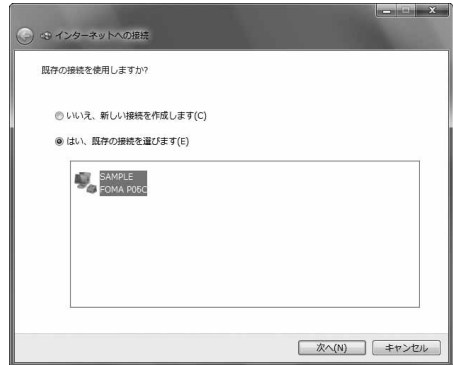 インターネットへの接続
既存の接続を使用しますか?
いいえ、新しい接続を作成します(C)
はい、既存の接続を選びます(E)
SAMPLE
FOMA P06C
次へ(N) キャンセル